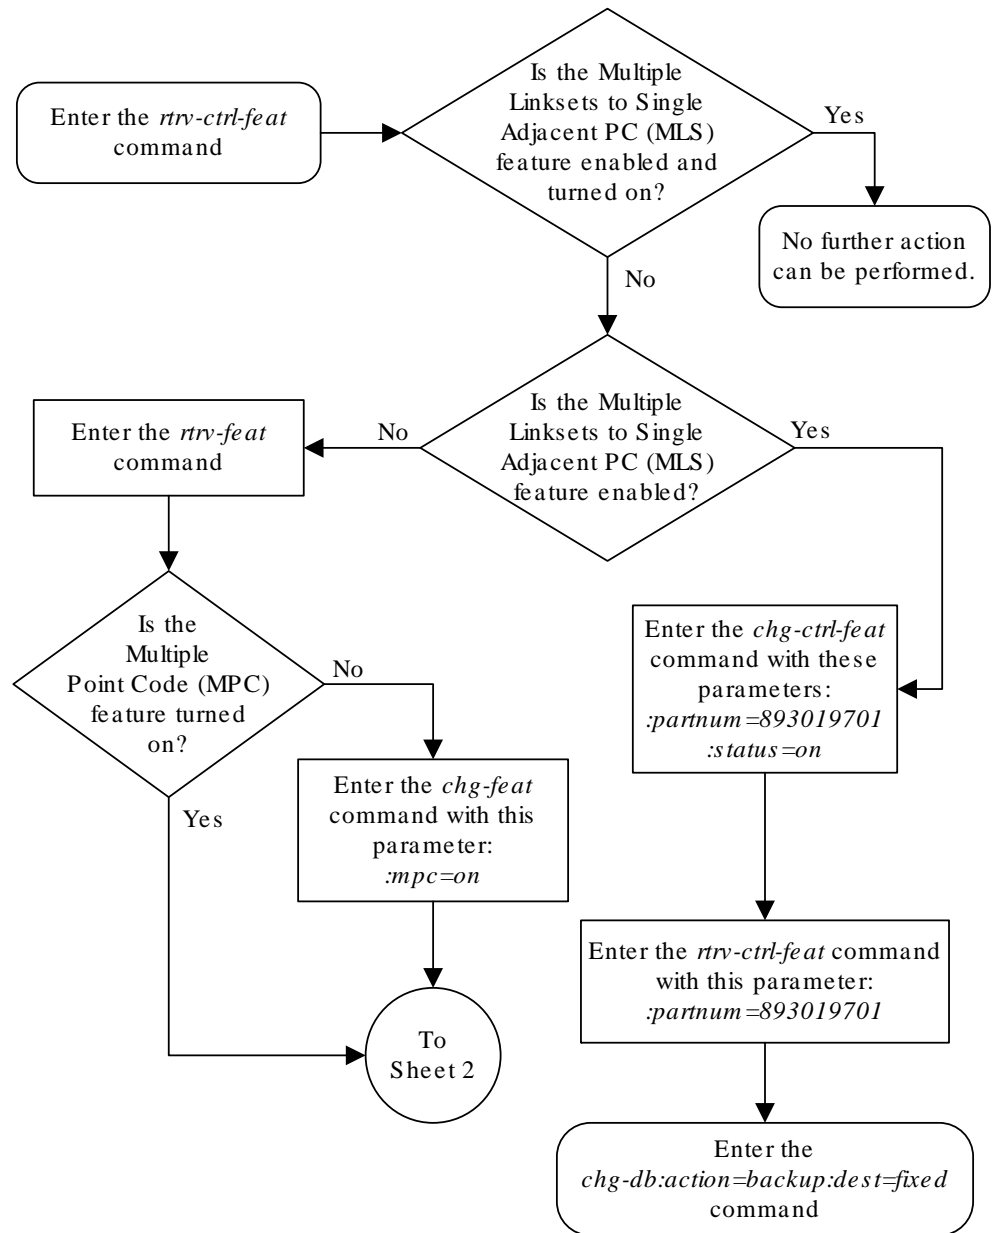 Enter the rtrv-ctrl-feat
command
Is the Multiple
Linksets to Single
Adjacent PC (MLS)
feature enabled and
turned on?
Yes
No further action
can be performed.
No
Is the Multiple
Linksets to Single
Adjacent PC (MLS)
feature enabled?
No
Yes
Enter the rtrv-feat
command
Is the
Multiple
Point Code (MPC)
feature turned
on?
No
Yes
Enter the chg-feat
command with this
parameter:
:mpc=on
To
Sheet 2
Enter the chg-ctrl-feat
command with these
parameters:
:partnum=893019701
:status=on
Enter the rtrv-ctrl-feat command
with this parameter:
:partnum=893019701
Enter the
chg-db:action=backup:dest=fixed
command